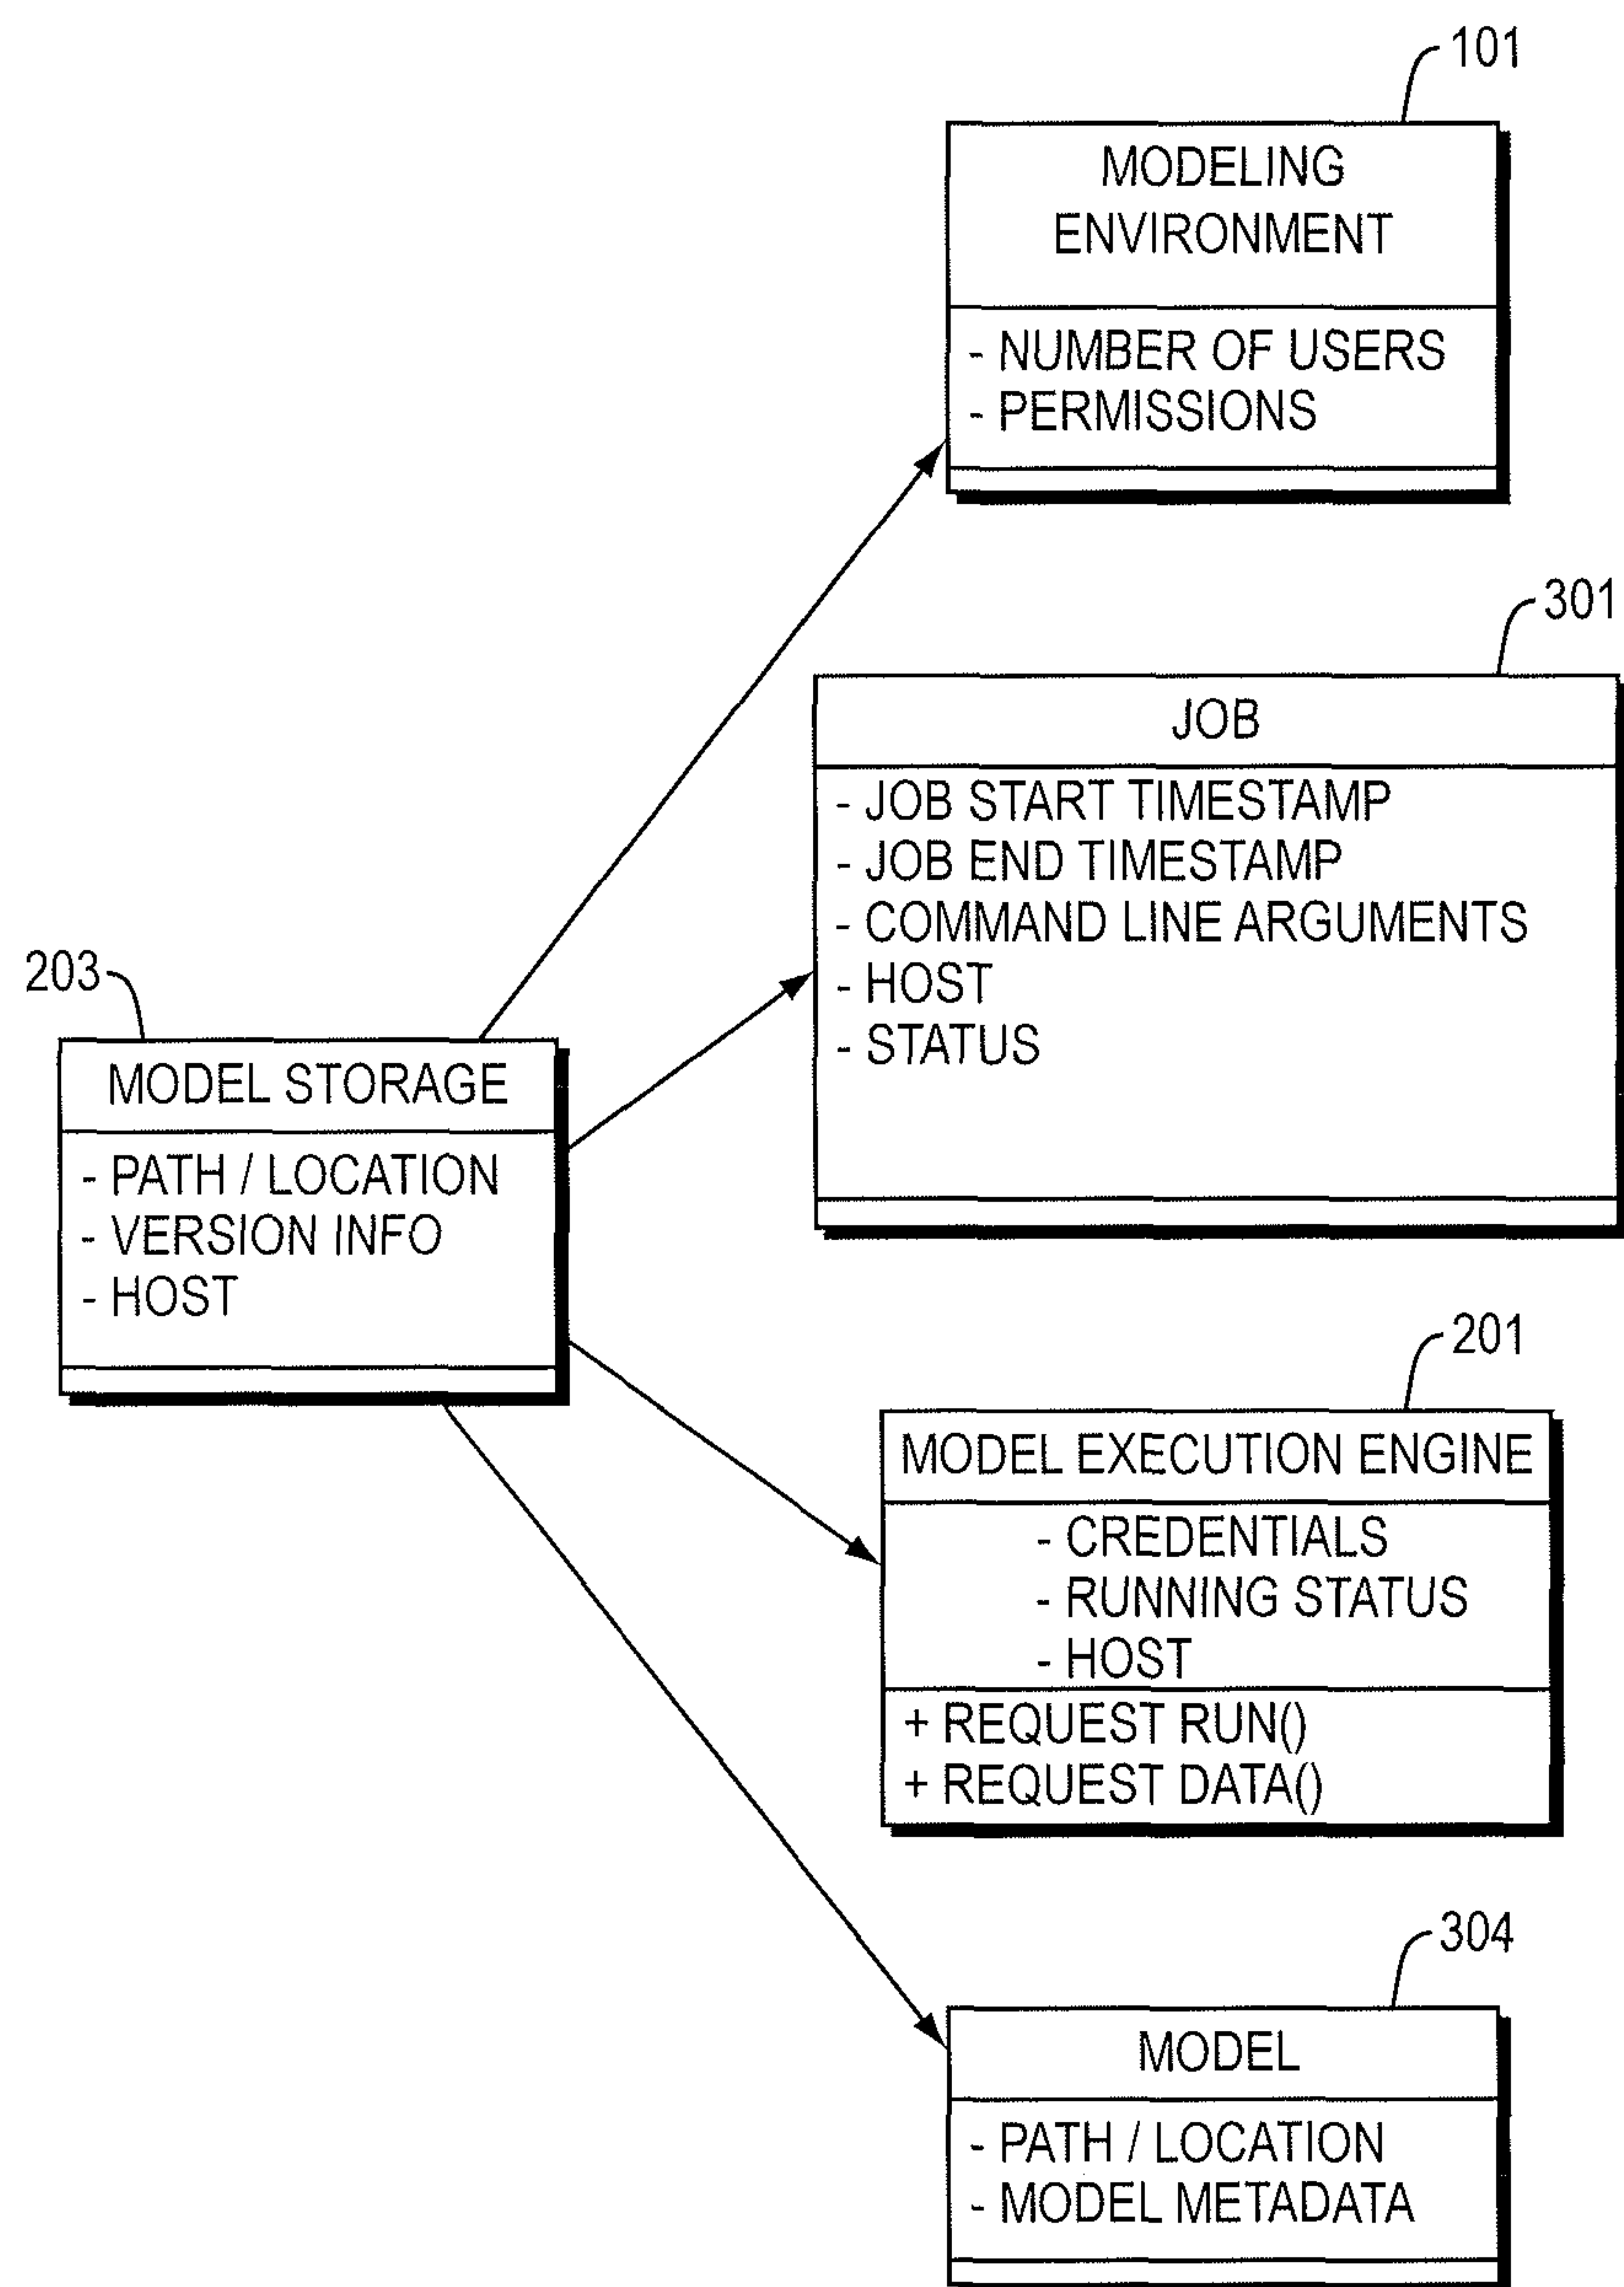 101
MODELING
ENVIRONMENT
- NUMBER OF USERS
- PERMISSIONS
301
JOB
- JOB START TIMESTAMP
- JOB END TIMESTAMP
- COMMAND LINE ARGUMENTS
- HOST
- STATUS
203
MODEL STORAGE
- PATH / LOCATION
- VERSION INFO
- HOST
201
MODEL EXECUTION ENGINE
- CREDENTIALS
- RUNNING STATUS
- HOST
+ REQUEST RUN()
+ REQUEST DATA()
304
MODEL
- PATH / LOCATION
- MODEL METADATA